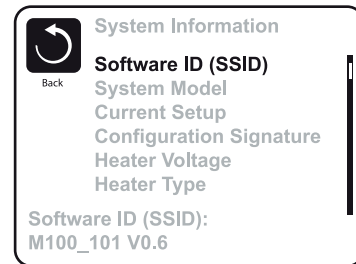 System Information
Back
Software ID (SSID)
System Model
Current Setup
Configuration Signature
Heater Voltage
Heater Type
Software ID (SSID):
M100_101 V0.6